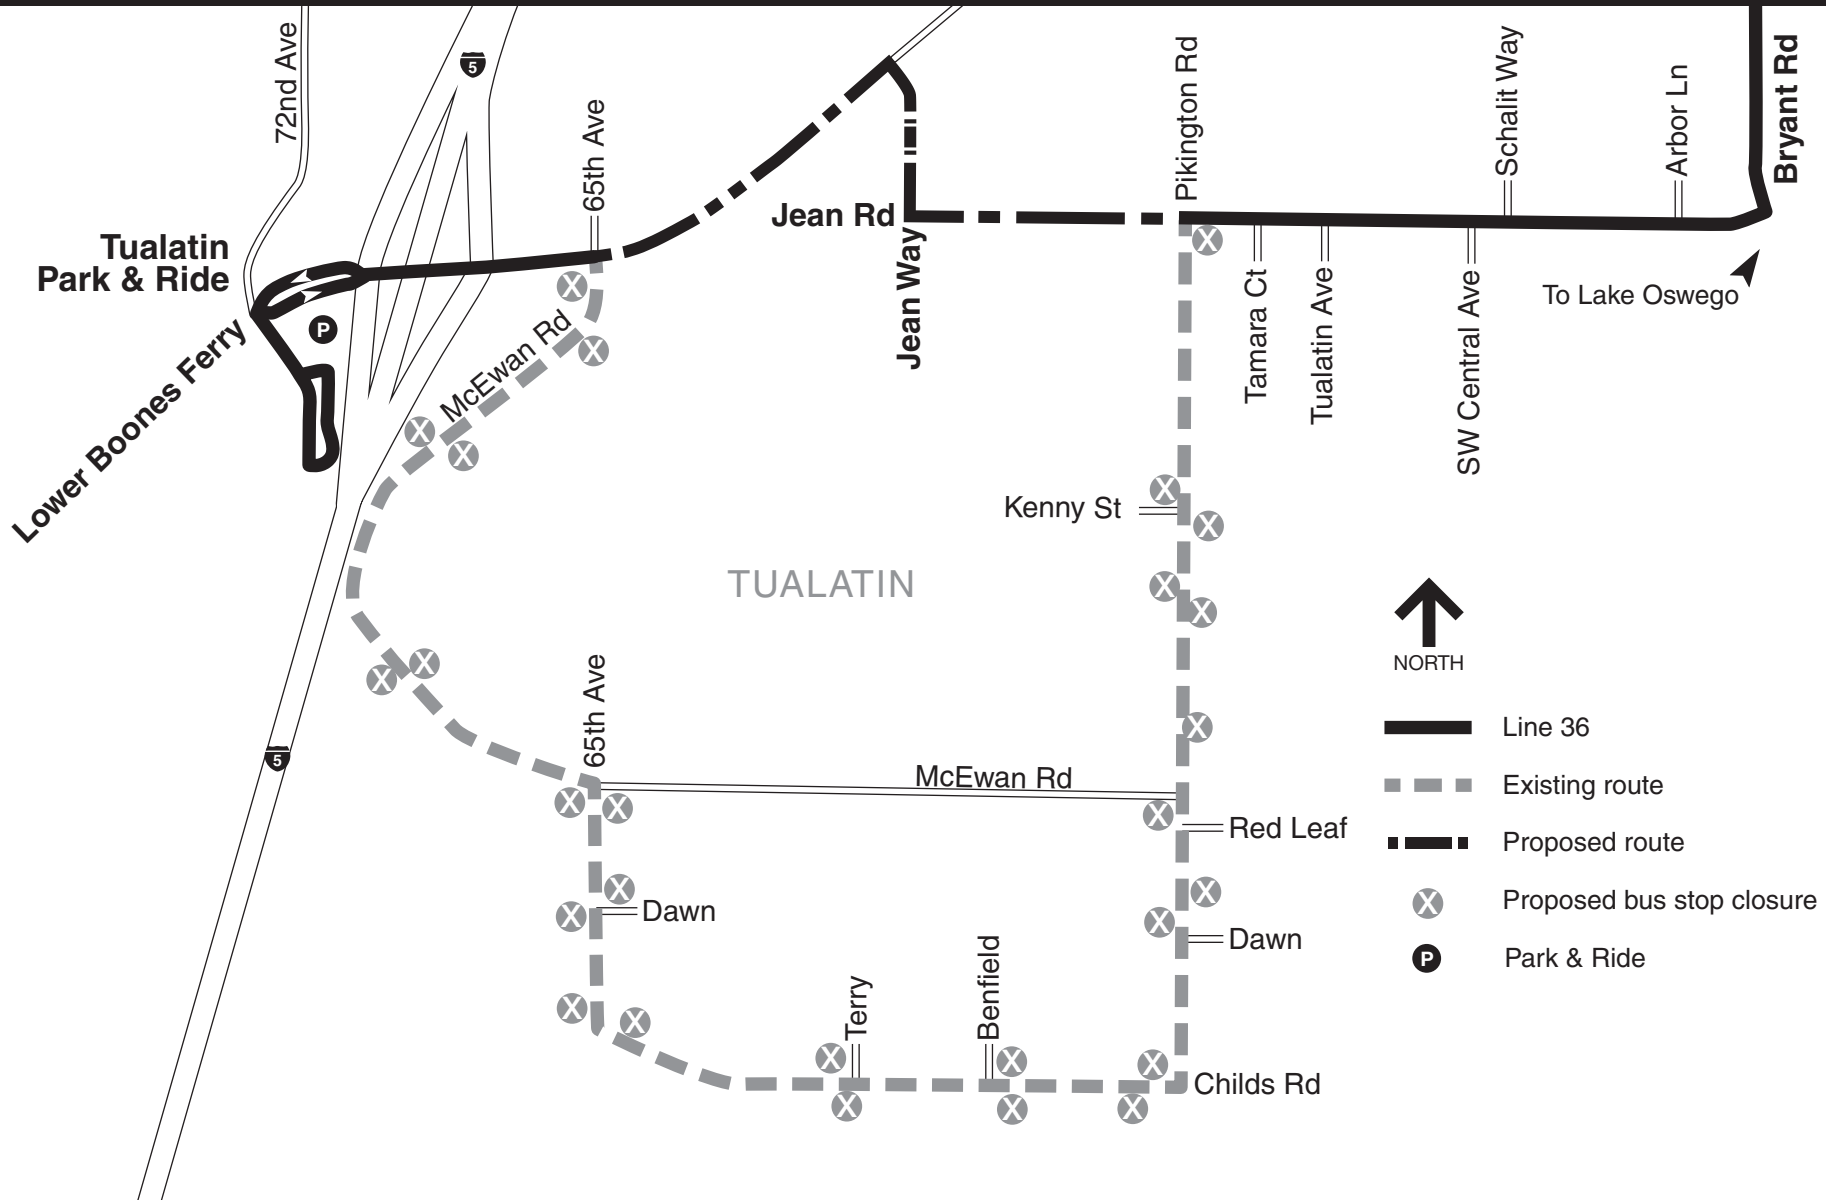 72nd Ave
5
65th Ave
Pikington Rd
Schalit Way
Arbor Ln
Bryant Rd
Jean Rd
Jean Way
Tualatin
Park & Ride
P
Lower Boones Ferry
McEwan Rd
X
X
X
X
X
Tamara Ct
Tualatin Ave
SW Central Ave
To Lake Oswego
Kenny St
X
X
X
X
TUALATIN
NORTH
X
X
65th Ave
5
McEwan Rd
X
X
X
X
Red Leaf
X
X
Dawn
X
X
Dawn
X
X
Terry
Benfield
X
X
X
X
X
X
Childs Rd
Line 36
Existing route
Proposed route
X Proposed bus stop closure
P Park & Ride